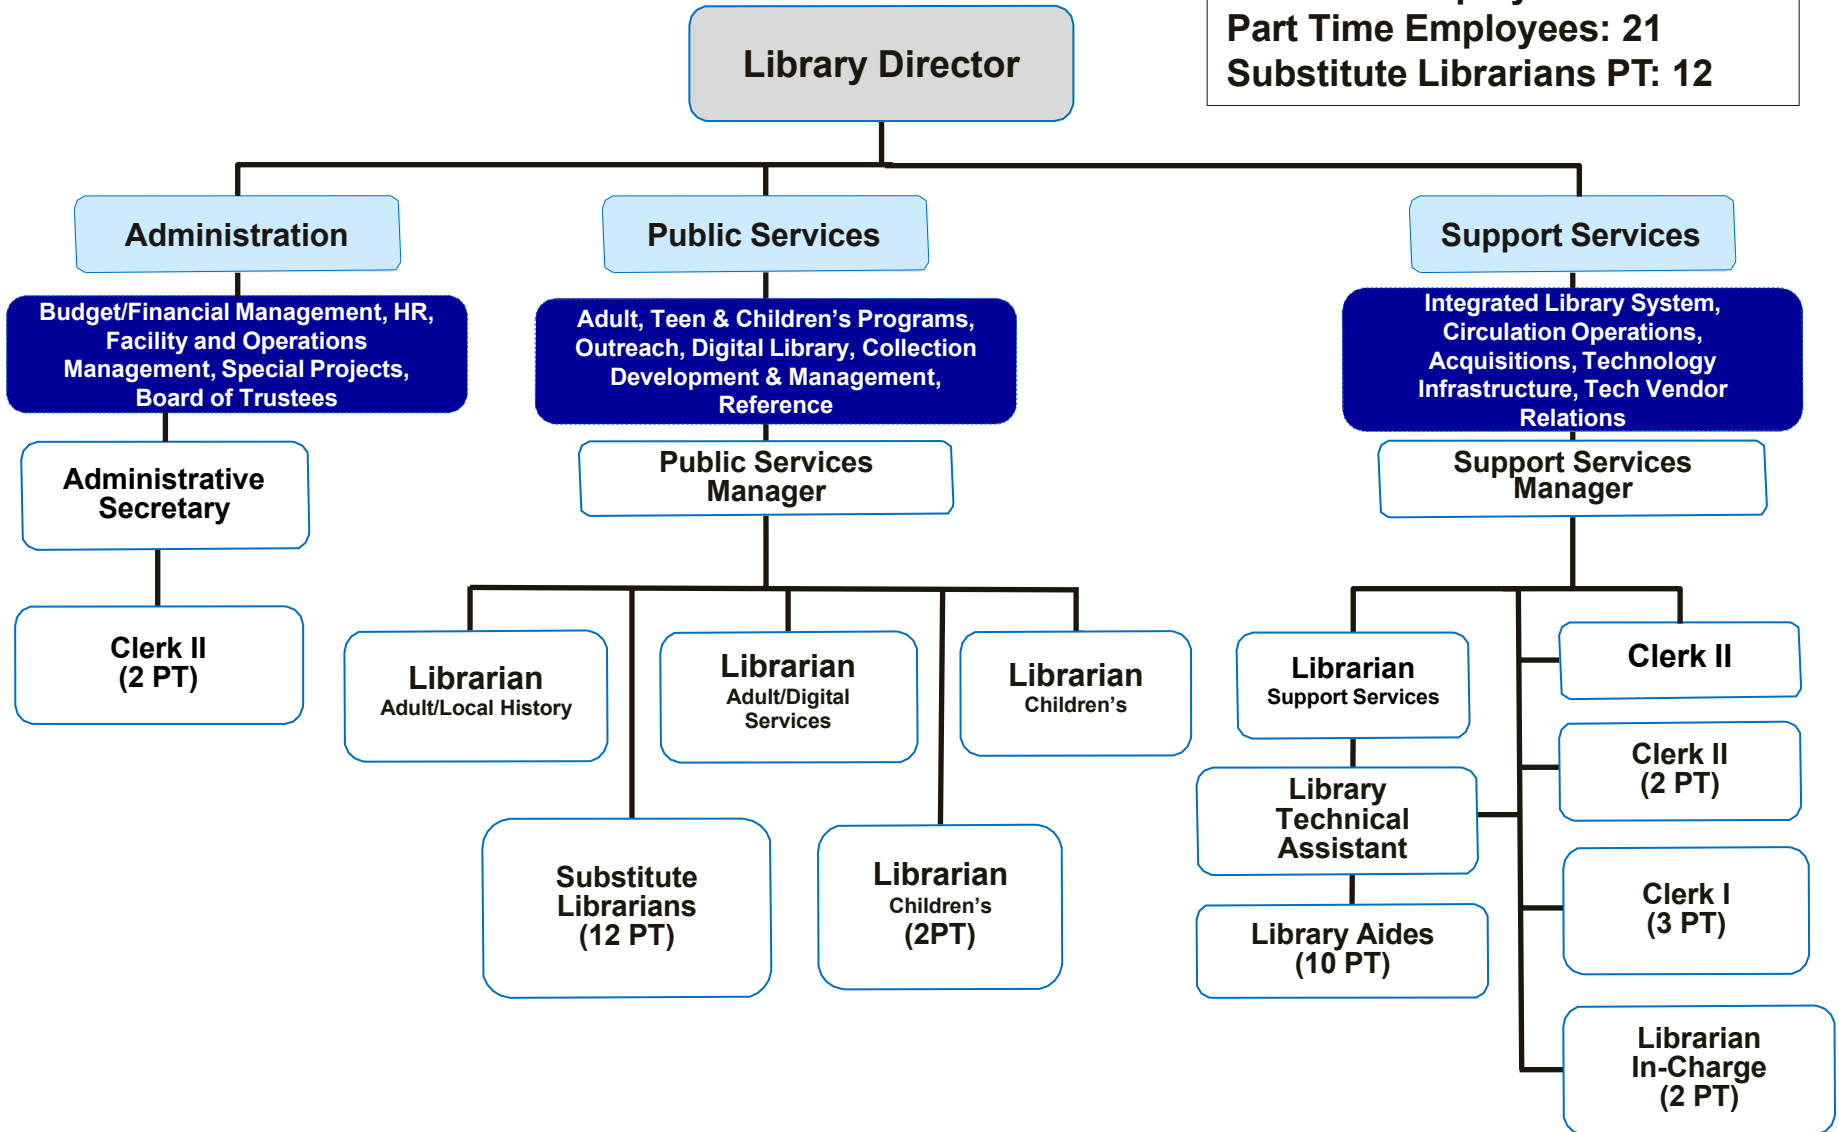 Part Time Employees: 21
Substitute Librarians PT: 12
Library Director
Administration
Public Services
Support Services
Budget/Financial Management, HR,
Facility and Operations
Management, Special Projects,
Board of Trustees
Adult, Teen & Children’s Programs,
Outreach, Digital Library, Collection
Development & Management,
Reference
Integrated Library System,
Circulation Operations,
Acquisitions, Technology
Infrastructure, Tech Vendor
Relations
Administrative
Secretary
Public Services
Manager
Support Services
Manager
Clerk II
(2 PT)
Librarian
Adult/Local History
Librarian
Adult/Digital
Services
Librarian
Children’s
Substitute
Librarians
(12 PT)
Librarian
Children’s
(2PT)
Librarian
Support Services
Library
Technical
Assistant
Library Aides
(10 PT)
Clerk II
Clerk II
(2 PT)
Clerk I
(3 PT)
Librarian
In-Charge
(2 PT)